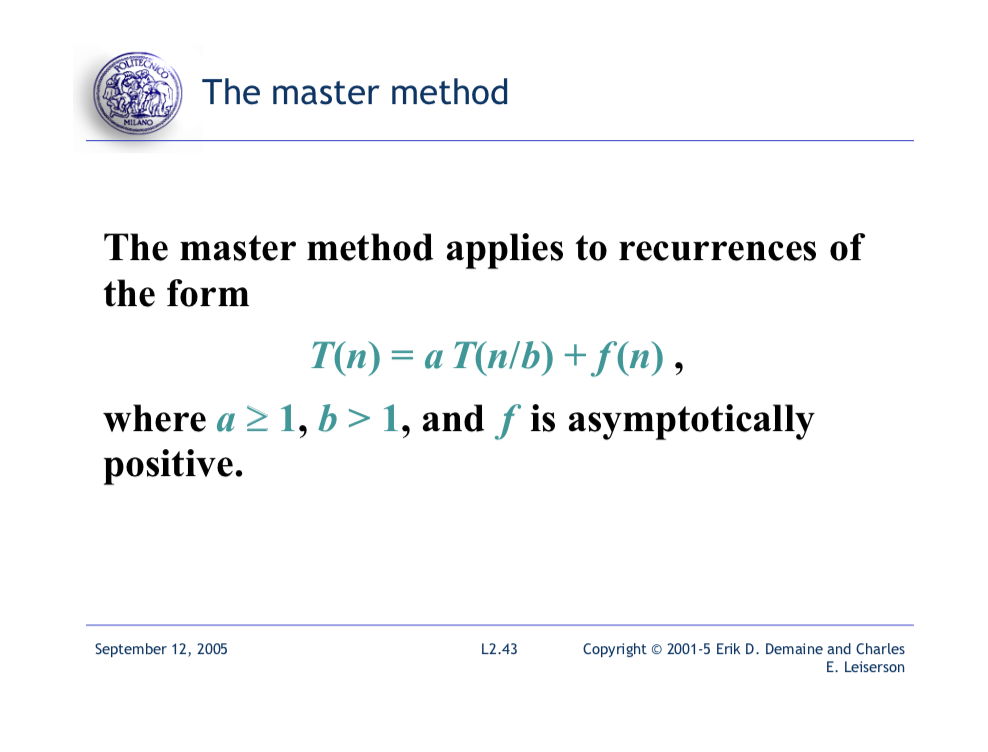 POLITECNICO
MILANO
The master method
The master method applies to recurrences of
the form
T(n) = a T(n/b) + f (n) ,
where a ≥ 1, b > 1, and f is asymptotically
positive.
September 12, 2005
L2.43
Copyright © 2001-5 Erik D. Demaine and Charles
E. Leiserson